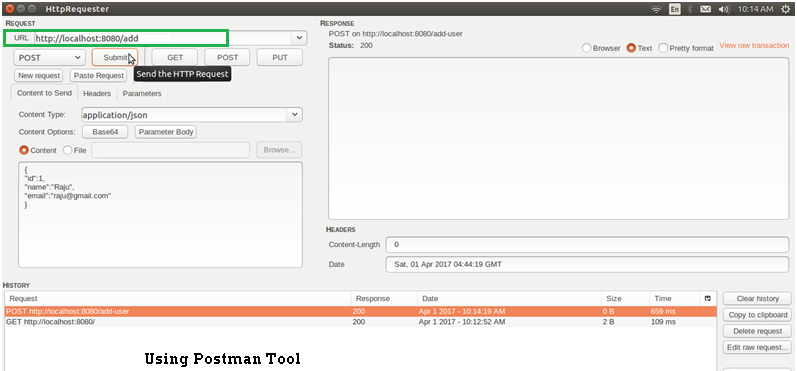 HttpRequester
En
10:14 AM
REQUEST
URL http://localhost:8080/add
POST Submit GET POST PUT
Send the HTTP Request
New request Paste Request
Content to Send Headers Parameters
Content Type: application/json
Content Options: Base64 Parameter Body
Content File Browse...
{
"id":1,
"name":"Raju",
"email":"raju@gmail.com"
}
RESPONSE
POST on http://localhost:8080/add-user
Status: 200
Browser Text Pretty format View raw transaction
HEADERS
Content-Length 0
Date Sat, 01 Apr 2017 04:44:19 GMT
HISTORY
Request Response Date Size Time
POST http://localhost:8080/add-user 200 Apr 1 2017 - 10:14:19 AM 0 B 659 ms
GET http://localhost:8080/ 200 Apr 1 2017 - 10:12:52 AM 2 B 109 ms
Clear history
Copy to clipboard
Delete request
Edit raw request...
Using Postman Tool